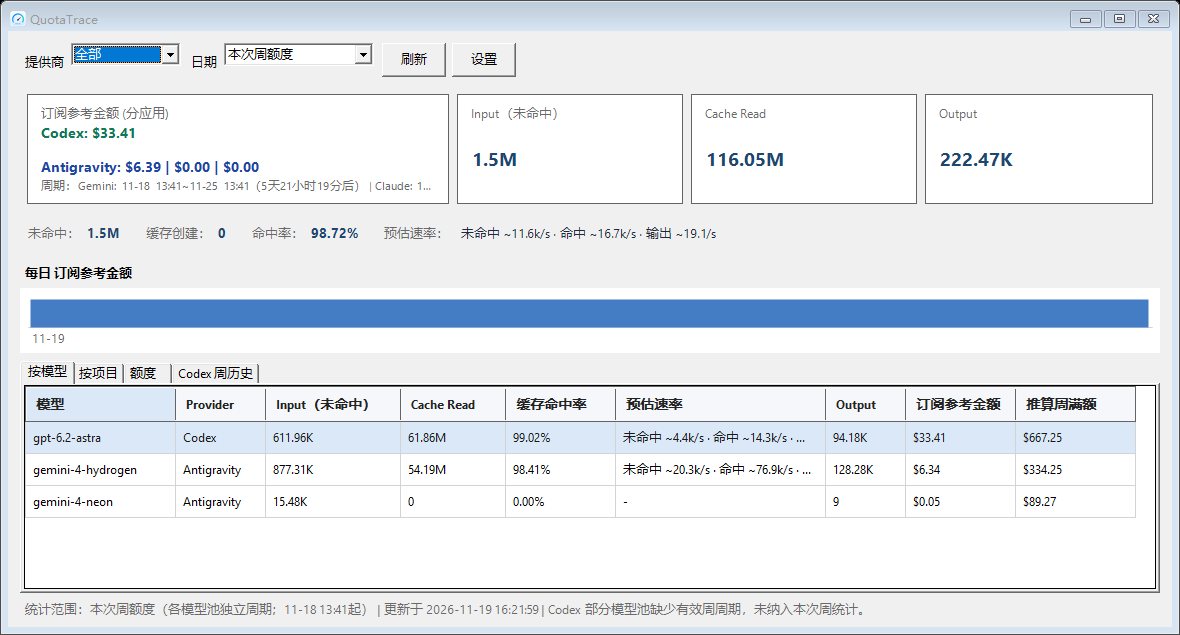 QuotaTrace
提供商 全部 日期 本次周额度 刷新 设置
订阅参考金额 (分应用)
Codex: $33.41
Antigravity: $6.39 | $0.00 | $0.00
周期: Gemini: 11-18 13:41~11-25 13:41 (5天21小时19分后) | Claude: 1...
Input（未命中）
1.5M
Cache Read
116.05M
Output
222.47K
未命中: 1.5M 缓存创建: 0 命中率: 98.72% 预估速率: 未命中 ~11.6k/s · 命中 ~16.7k/s · 输出 ~19.1/s
每日 订阅参考金额
11-19
按模型 按项目 额度 Codex 周历史
模型 Provider Input（未命中） Cache Read 缓存命中率 预估速率 Output 订阅参考金额 推算周满额
gpt-6.2-astra Codex 611.96K 61.86M 99.02% 未命中 ~4.4k/s · 命中 ~14.3k/s · ... 94.18K $33.41 $667.25
gemini-4-hydrogen Antigravity 877.31K 54.19M 98.41% 未命中 ~20.3k/s · 命中 ~76.9k/s · ... 128.28K $6.34 $334.25
gemini-4-neon Antigravity 15.48K 0 0.00% - 9 $0.05 $89.27
统计范围: 本次周额度（各模型池独立周期; 11-18 13:41起） | 更新于 2026-11-19 16:21:59 | Codex 部分模型池缺少有效周周期，未纳入本次周统计。